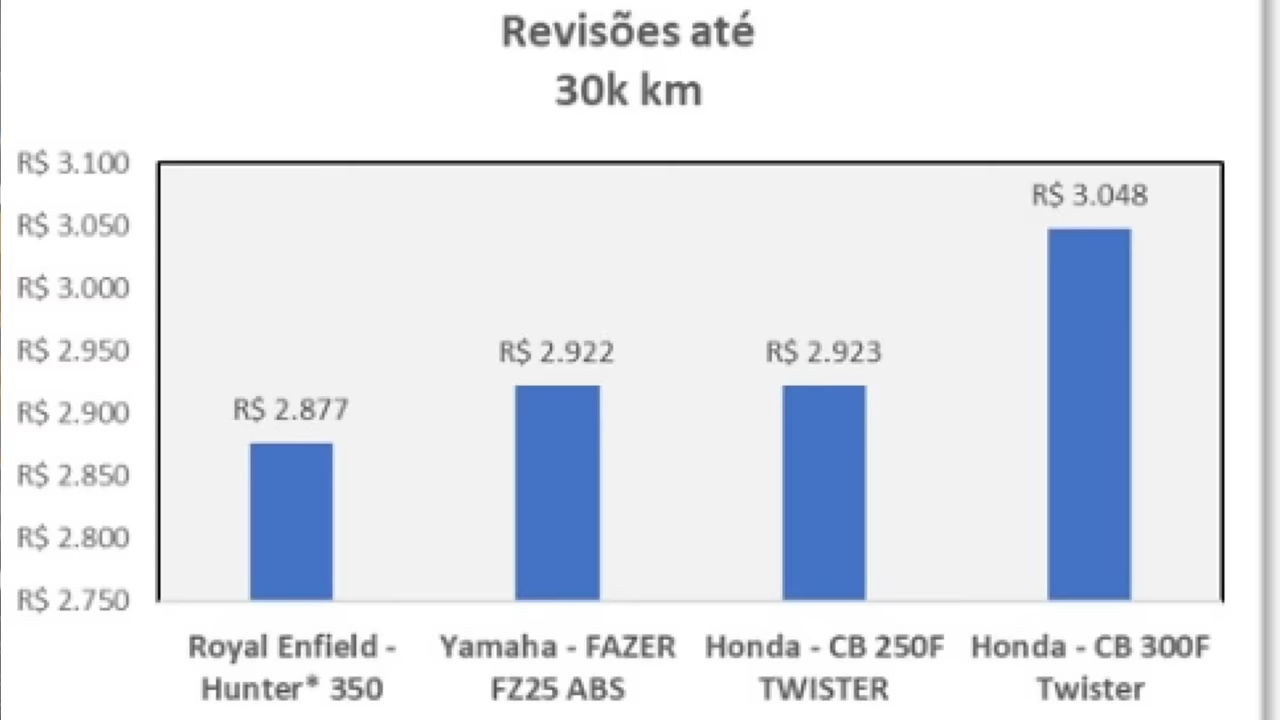 Revisões até
30k km
R$ 3.100
R$ 3.050
R$ 3.000
R$ 2.950
R$ 2.900
R$ 2.850
R$ 2.800
R$ 2.750
R$ 2.877
R$ 2.922
R$ 2.923
R$ 3.048
Royal Enfield -
Hunter* 350
Yamaha - FAZER
FZ25 ABS
Honda - CB 250F
TWISTER
Honda - CB 300F
Twister